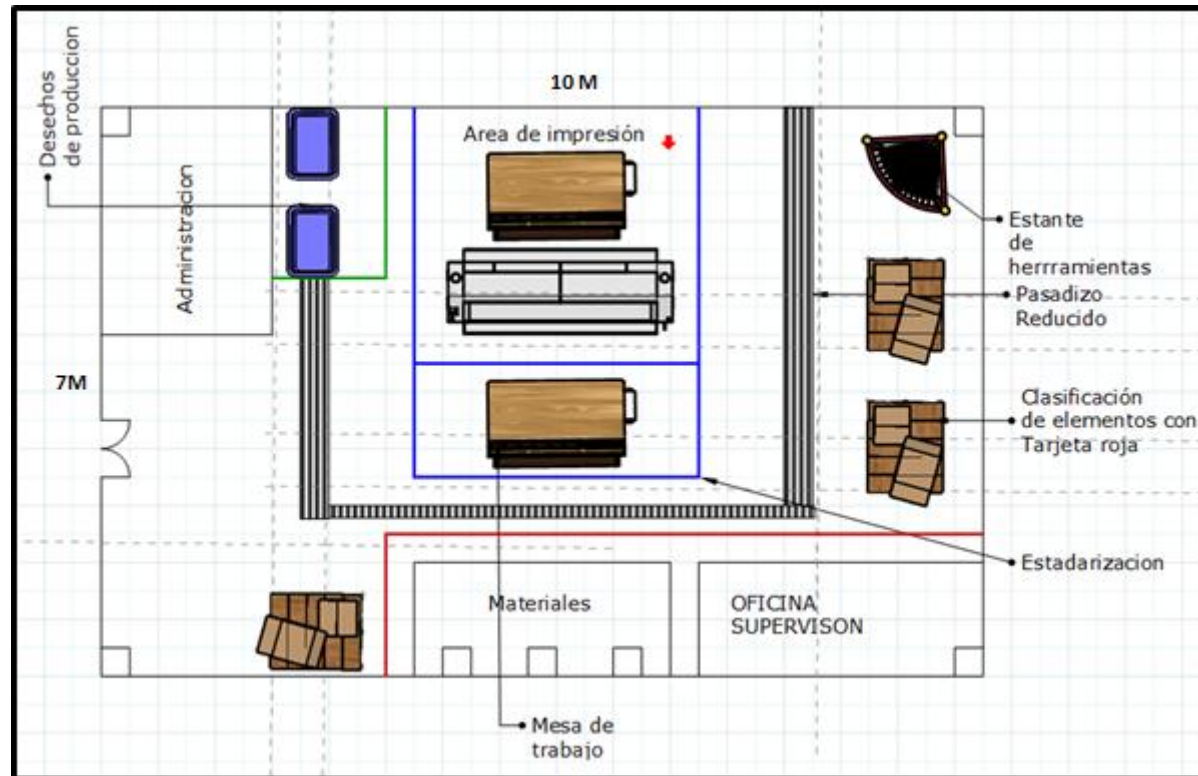 10 M
Desechos
de produccion
Area de impresión
Administracion
Estante
de
herrramientas
Pasadizo
Reducido
7M
Clasificación
de elementos con
Tarjeta roja
Estadarizacion
Materiales
OFICINA
SUPERVISON
Mesa de
trabajo